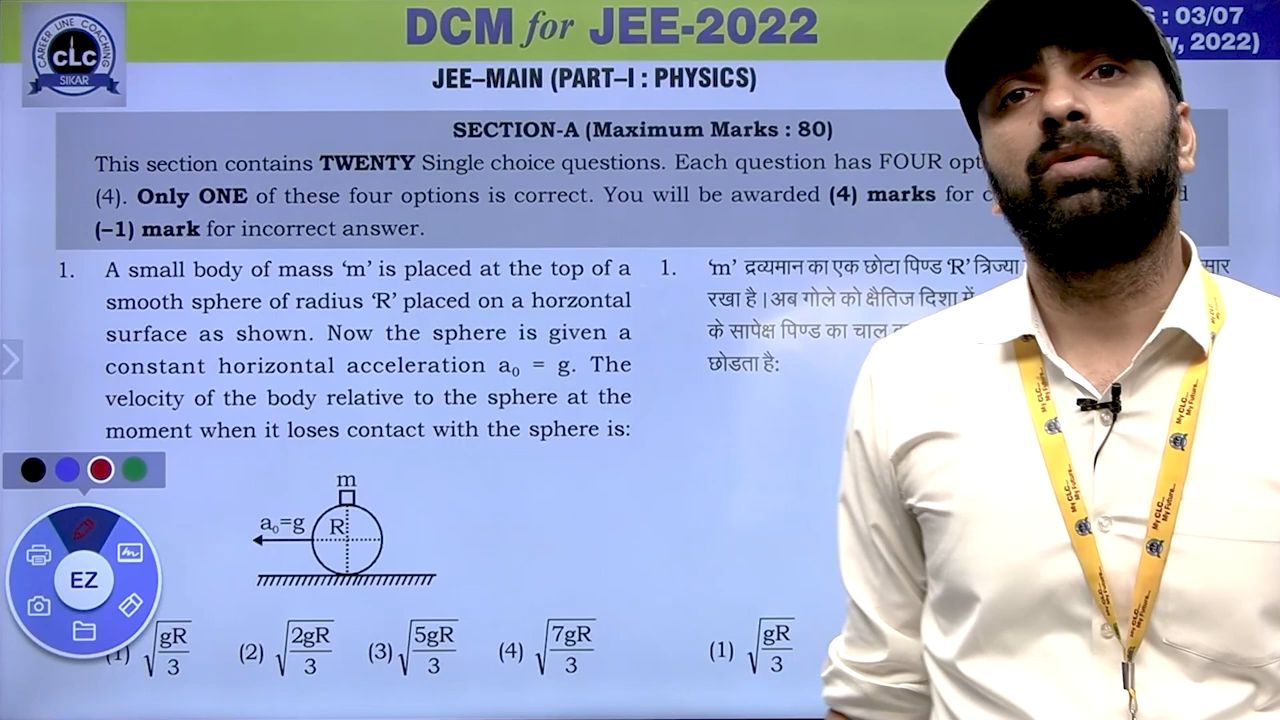 CAREER LINE COACHING
CLC
SIKAR
DCM for JEE-2022
: 03/07
, 2022)
JEE–MAIN (PART–I : PHYSICS)
SECTION-A (Maximum Marks : 80)
This section contains TWENTY Single choice questions. Each question has FOUR
(4). Only ONE of these four options is correct. You will be awarded (4) marks for
(–1) mark for incorrect answer.
1. A small body of mass ‘m’ is placed at the top of a
smooth sphere of radius ‘R’ placed on a horzontal
surface as shown. Now the sphere is given a
constant horizontal acceleration a₀ = g. The
velocity of the body relative to the sphere at the
moment when it loses contact with the sphere is:
m
a₀=g
R
(1) √(gR/3) (2) √(2gR/3) (3) √(5gR/3) (4) √(7gR/3)
1. ‘m’ द्रव्यमान का एक छोटा पिण्ड ‘R’ त्रिज्या
रखा है। अब गोले को क्षैतिज दिशा में
के सापेक्ष पिण्ड का चाल
छोडता है:
(1) √(gR/3)
EZ
My CLC...
My Future...